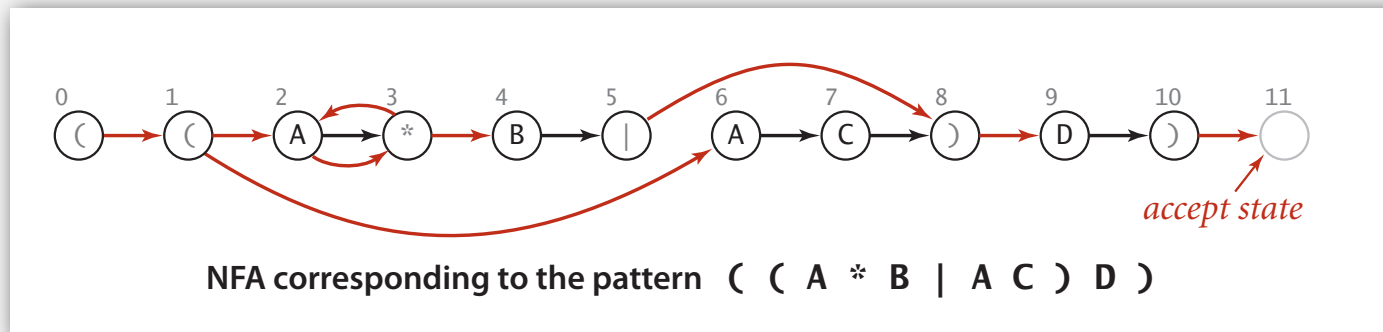 0 1 2 3 4 5 6 7 8 9 10 11
( ( A * B | A C ) D )
accept state
NFA corresponding to the pattern ( ( A * B | A C ) D )